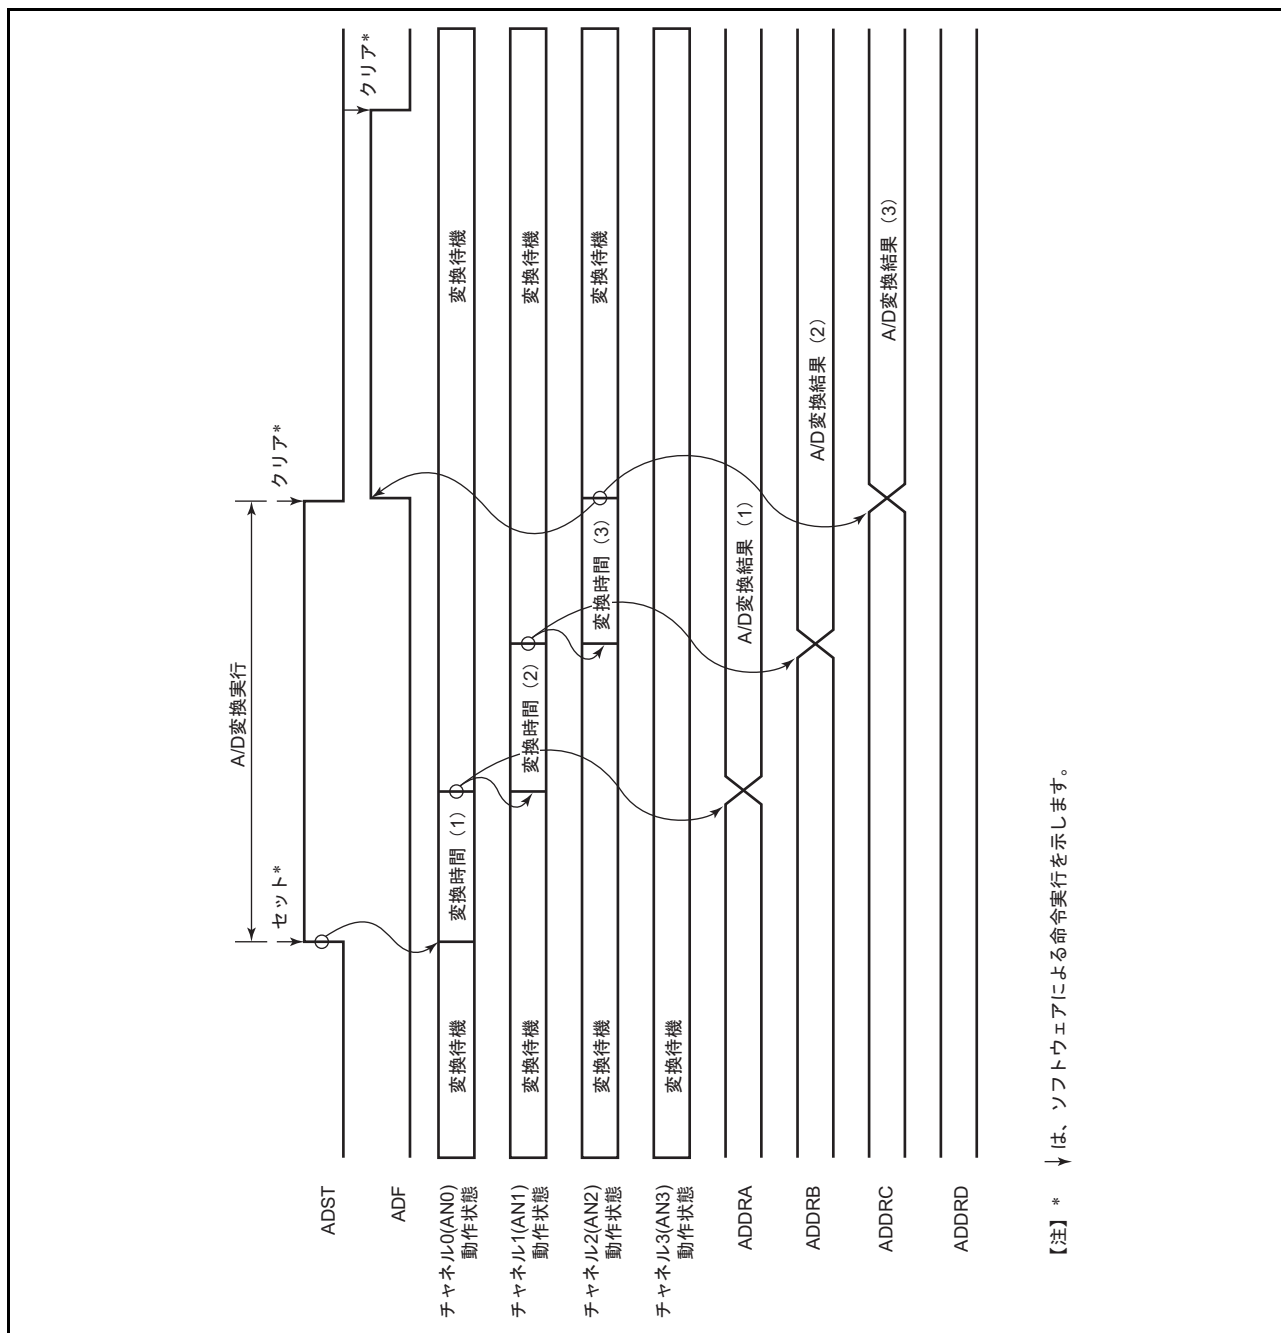 A/D変換実行
セット*
クリア*
クリア*
ADST
ADF
チャネル0(AN0)
動作状態
変換待機
変換時間（1）
変換待機
チャネル1(AN1)
動作状態
変換待機
変換時間（2）
変換待機
チャネル2(AN2)
動作状態
変換待機
変換時間（3）
変換待機
チャネル3(AN3)
動作状態
変換待機
ADDRA
A/D変換結果（1）
ADDRB
A/D変換結果（2）
ADDRC
A/D変換結果（3）
ADDRD
【注】 * ↓は、ソフトウェアによる命令実行を示します。